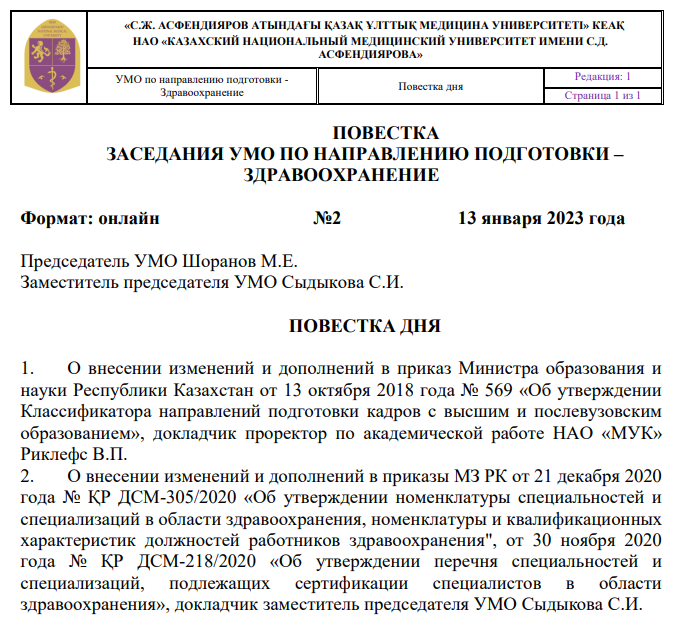 «С.Ж. АСФЕНДИЯРОВ АТЫНДАҒЫ ҚАЗАҚ ҰЛТТЫҚ МЕДИЦИНА УНИВЕРСИТЕТІ» КЕАҚ
НАО «КАЗАХСКИЙ НАЦИОНАЛЬНЫЙ МЕДИЦИНСКИЙ УНИВЕРСИТЕТ ИМЕНИ С.Д.
АСФЕНДИЯРОВА»
УМО по направлению подготовки -
Здравоохранение
Повестка дня
Редакция: 1
Страница 1 из 1
ПОВЕСТКА
ЗАСЕДАНИЯ УМО ПО НАПРАВЛЕНИЮ ПОДГОТОВКИ –
ЗДРАВООХРАНЕНИЕ
Формат: онлайн №2 13 января 2023 года
Председатель УМО Шоранов М.Е.
Заместитель председателя УМО Сыдыкова С.И.
ПОВЕСТКА ДНЯ
1. О внесении изменений и дополнений в приказ Министра образования и
науки Республики Казахстан от 13 октября 2018 года № 569 «Об утверждении
Классификатора направлений подготовки кадров с высшим и послевузовским
образованием», докладчик проректор по академической работе НАО «МУК»
Риклефс В.П.
2. О внесении изменений и дополнений в приказы МЗ РК от 21 декабря 2020
года № ҚР ДСМ-305/2020 «Об утверждении номенклатуры специальностей и
специализаций в области здравоохранения, номенклатуры и квалификационных
характеристик должностей работников здравоохранения", от 30 ноября 2020
года № ҚР ДСМ-218/2020 «Об утверждении перечня специальностей и
специализаций, подлежащих сертификации специалистов в области
здравоохранения», докладчик заместитель председателя УМО Сыдыкова С.И.